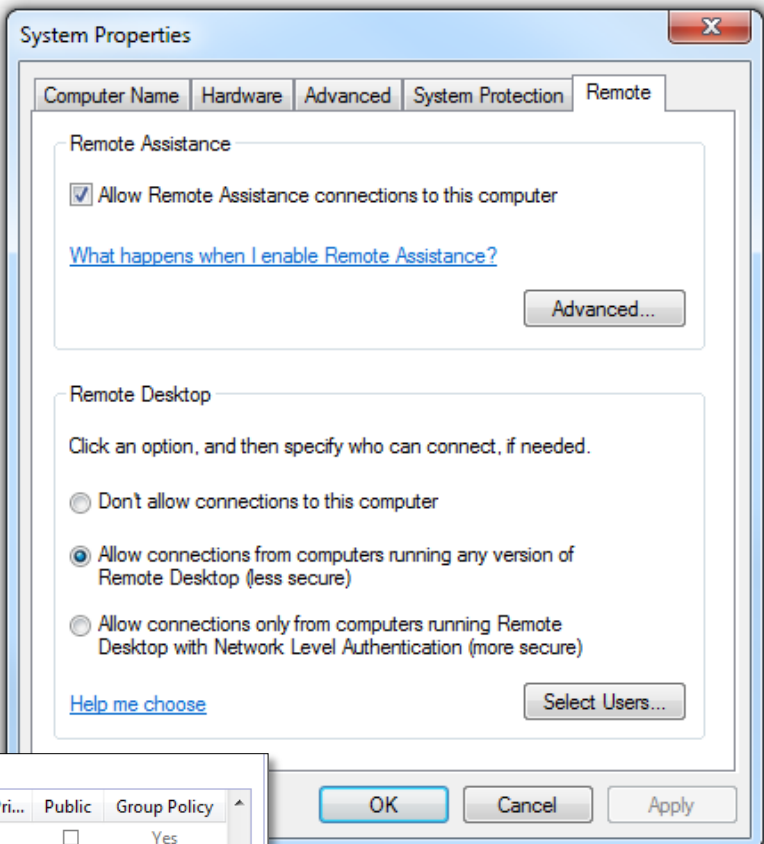 System Properties
Computer Name Hardware Advanced System Protection Remote
Remote Assistance
Allow Remote Assistance connections to this computer
What happens when I enable Remote Assistance?
Advanced...
Remote Desktop
Click an option, and then specify who can connect, if needed.
Don't allow connections to this computer
Allow connections from computers running any version of
Remote Desktop (less secure)
Allow connections only from computers running Remote
Desktop with Network Level Authentication (more secure)
Help me choose
Select Users...
Pri... Public Group Policy
Yes
OK Cancel Apply